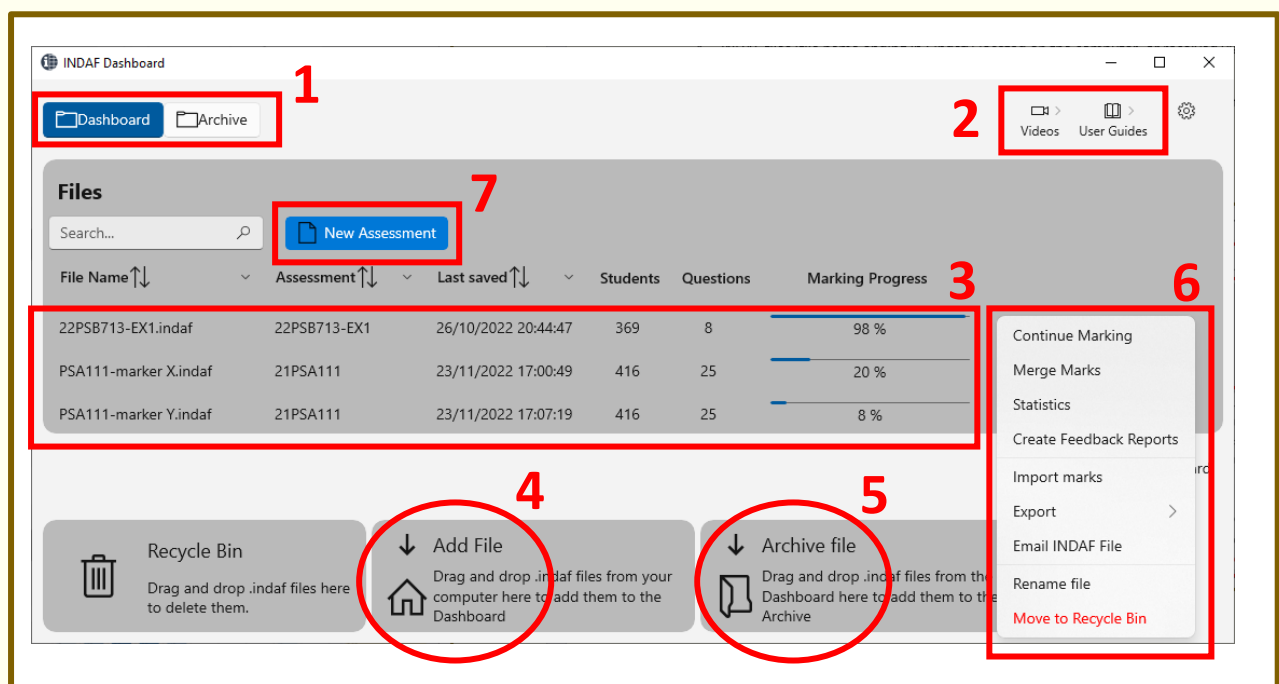 INDAF Dashboard
1
Dashboard Archive
2
Videos User Guides
Files
7
Search... New Assessment
File Name Assessment Last saved Students Questions Marking Progress
3
6
22PSB713-EX1.indaf 22PSB713-EX1 26/10/2022 20:44:47 369 8 98 %
PSA111-marker X.indaf 21PSA111 23/11/2022 17:00:49 416 25 20 %
PSA111-marker Y.indaf 21PSA111 23/11/2022 17:07:19 416 25 8 %
Continue Marking
Merge Marks
Statistics
Create Feedback Reports
Import marks
Export
Email INDAF File
Rename file
Move to Recycle Bin
Recycle Bin
Drag and drop .indaf files here
to delete them.
4
Add File
Drag and drop .indaf files from your
computer here to add them to the
Dashboard
5
Archive file
Drag and drop .indaf files from the
Dashboard here to add them to the
Archive